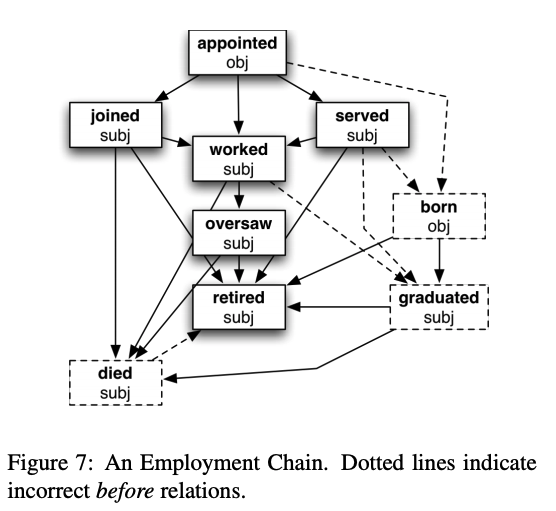 appointed
obj
joined
subj
served
subj
worked
subj
born
obj
oversaw
subj
retired
subj
graduated
subj
died
subj
Figure 7: An Employment Chain. Dotted lines indicate
incorrect before relations.